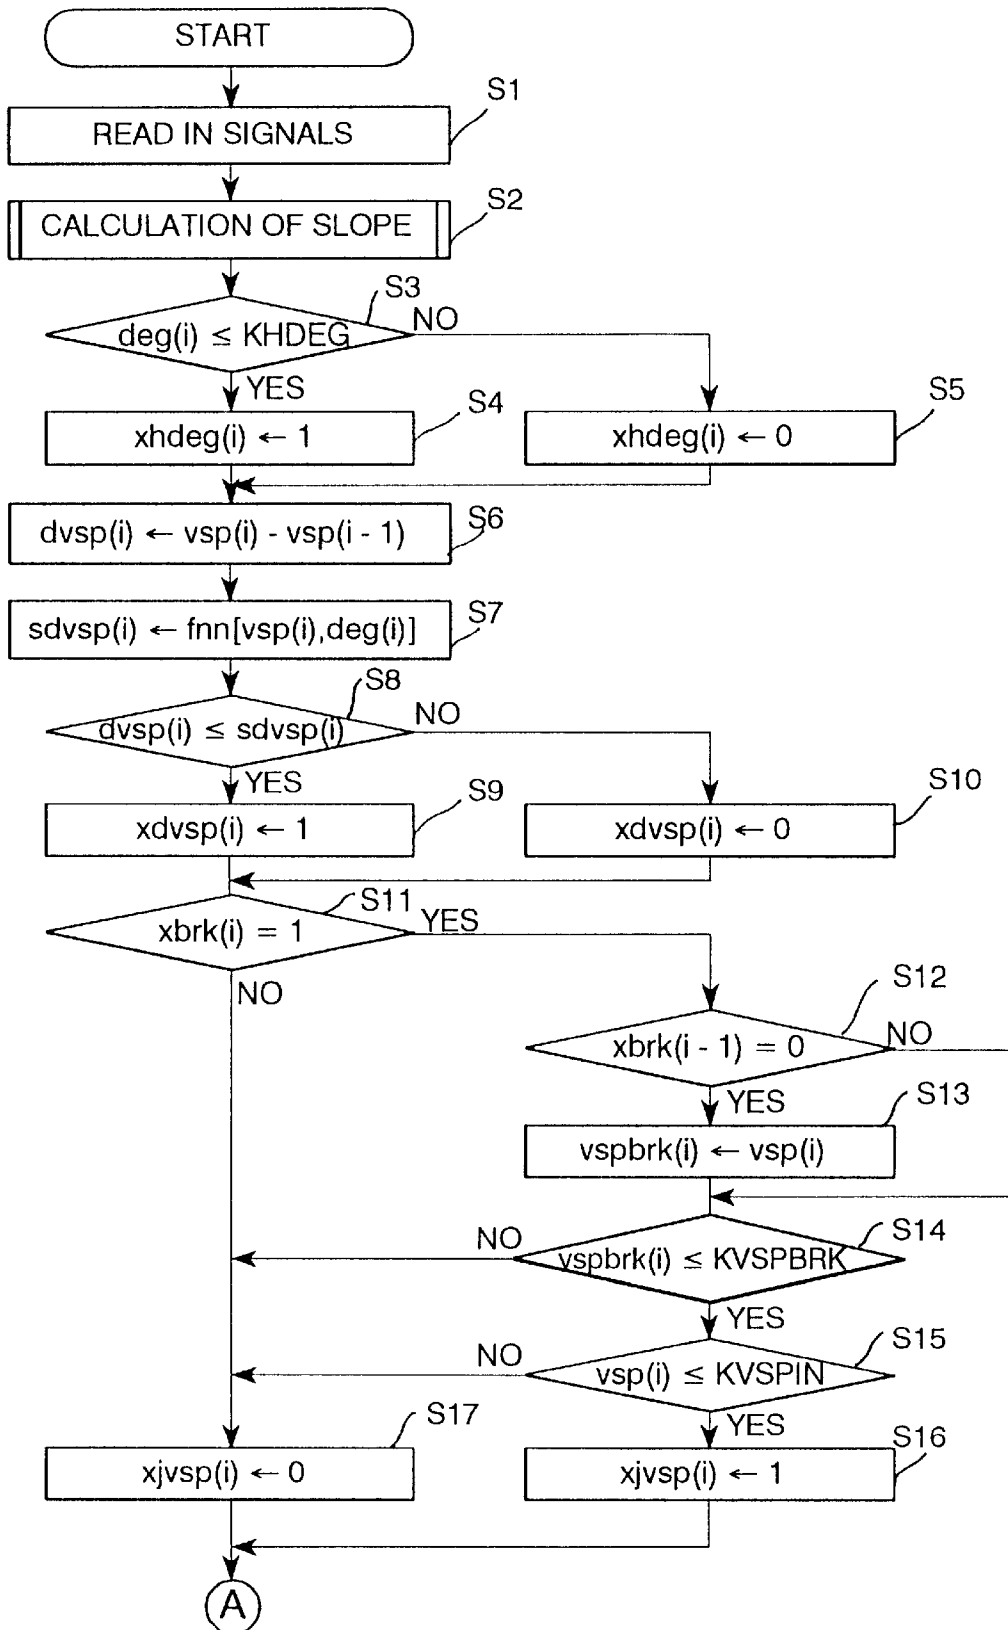 START
S1
READ IN SIGNALS
S2
CALCULATION OF SLOPE
S3
deg(i) ≤ KHDEG
NO
YES
S4
xhdeg(i) ← 1
S5
xhdeg(i) ← 0
S6
dvsp(i) ← vsp(i) - vsp(i - 1)
S7
sdvsp(i) ← fnn[vsp(i),deg(i)]
S8
dvsp(i) ≤ sdvsp(i)
NO
YES
S9
xdvsp(i) ← 1
S10
xdvsp(i) ← 0
S11
xbrk(i) = 1
YES
NO
S12
xbrk(i - 1) = 0
NO
YES
S13
vspbrk(i) ← vsp(i)
S14
vspbrk(i) ≤ KVSPBRK
NO
YES
S15
vsp(i) ≤ KVSPIN
NO
YES
S17
xjvsp(i) ← 0
S16
xjvsp(i) ← 1
A